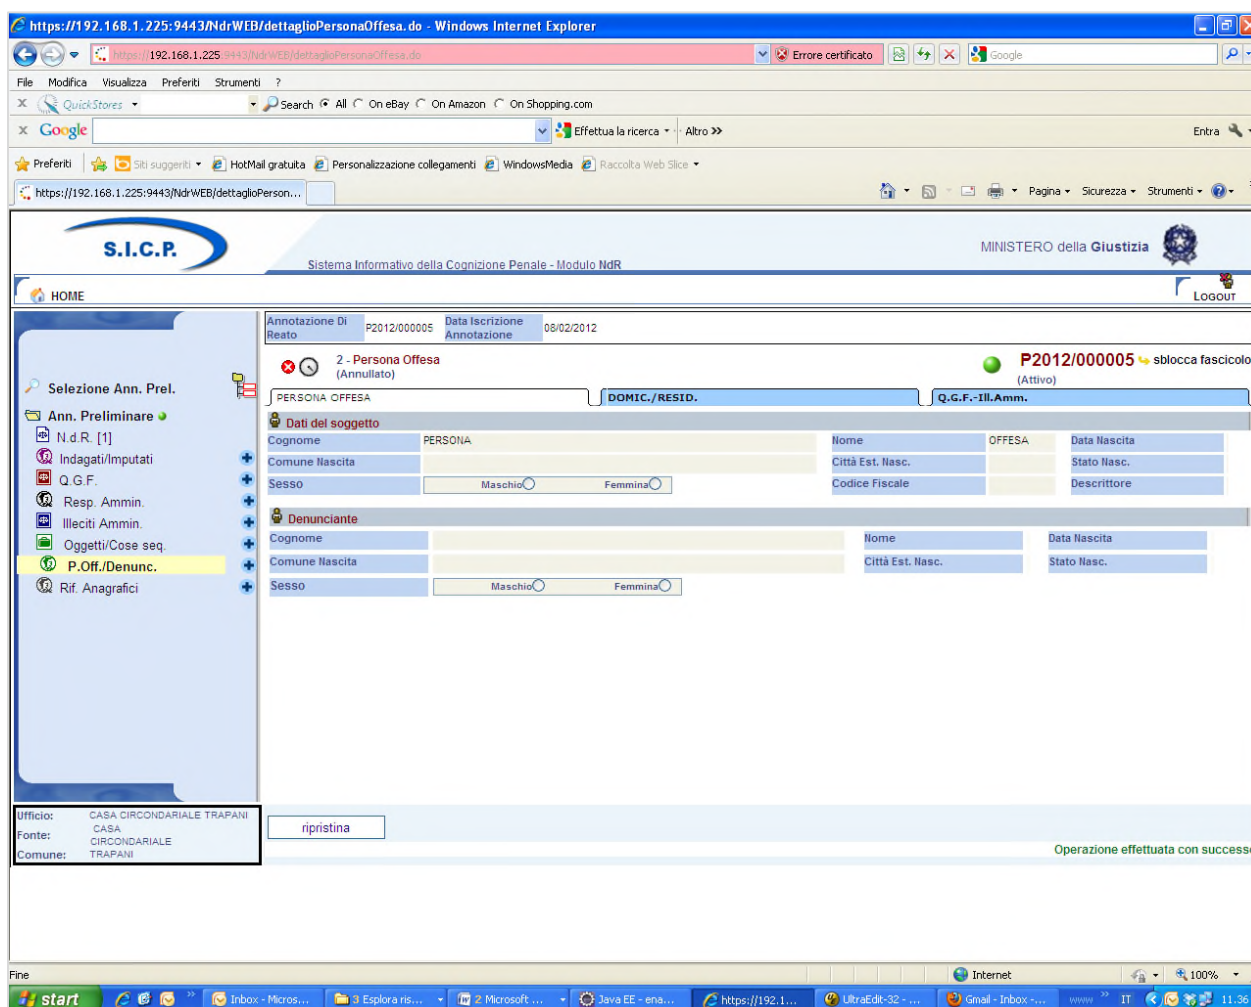 https://192.168.1.225:9443/NdrWEB/dettaglioPersonaOffesa.do - Windows Internet Explorer
https://192.168.1.225:9443/NdrWEB/dettaglioPersonaOffesa.do Errore certificato Google
File Modifica Visualizza Preferiti Strumenti ?
X QuickStores Search All On eBay On Amazon On Shopping.com
x Google Effettua la ricerca Altro >> Entra
Preferiti Siti suggeriti HotMail gratuita Personalizzazione collegamenti WindowsMedia Raccolta Web Slice
https://192.168.1.225:9443/NdrWEB/dettaglioPerson... Pagina Sicurezza Strumenti
S.I.C.P. MINISTERO della Giustizia
Sistema Informativo della Cognizione Penale - Modulo NdR
HOME LOGOUT
Annotazione Di Reato P2012/000005 Data Iscrizione Annotazione 08/02/2012
2 - Persona Offesa P2012/000005 sblocca fascicolo
(Annullato) (Attivo)
PERSONA OFFESA DOMIC./RESID. Q.G.F.-Ill.Amm.
Selezione Ann. Prel.
Ann. Preliminare
N.d.R. [1]
Indagati/Imputati
Q.G.F.
Resp. Ammin.
Illeciti Ammin.
Oggetti/Cose seq.
P.Off./Denunc.
Rif. Anagrafici
Dati del soggetto
Cognome PERSONA Nome OFFESA Data Nascita
Comune Nascita Città Est. Nasc. Stato Nasc.
Sesso Maschio Femmina Codice Fiscale Descrittore
Denunciante
Cognome Nome Data Nascita
Comune Nascita Città Est. Nasc. Stato Nasc.
Sesso Maschio Femmina
Ufficio: CASA CIRCONDARIALE TRAPANI
Fonte: CASA CIRCONDARIALE
Comune: TRAPANI
ripristina
Operazione effettuata con success
Fine Internet 100%
start Inbox - Micros... 3 Esplora ris... 2 Microsoft ... Java EE - ena... https://192.1... UltraEdit-32 - ... Gmail - Inbox -... www » IT 11:36